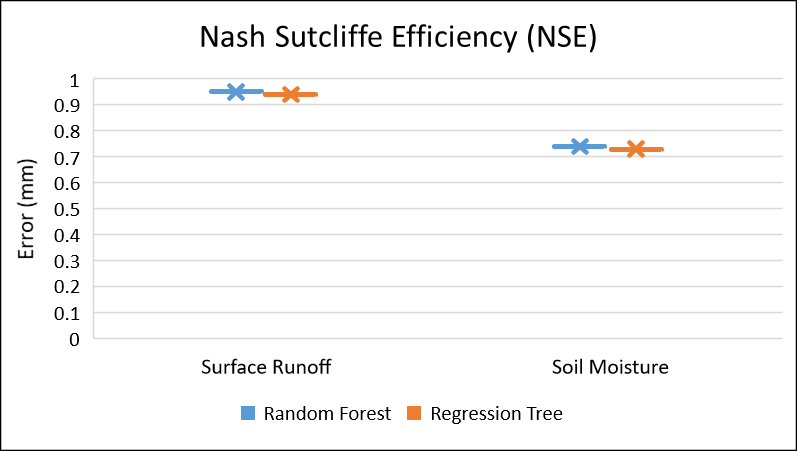 Nash Sutcliffe Efficiency (NSE)
Error (mm)
1
0.9
0.8
0.7
0.6
0.5
0.4
0.3
0.2
0.1
0
Surface Runoff
Soil Moisture
Random Forest
Regression Tree